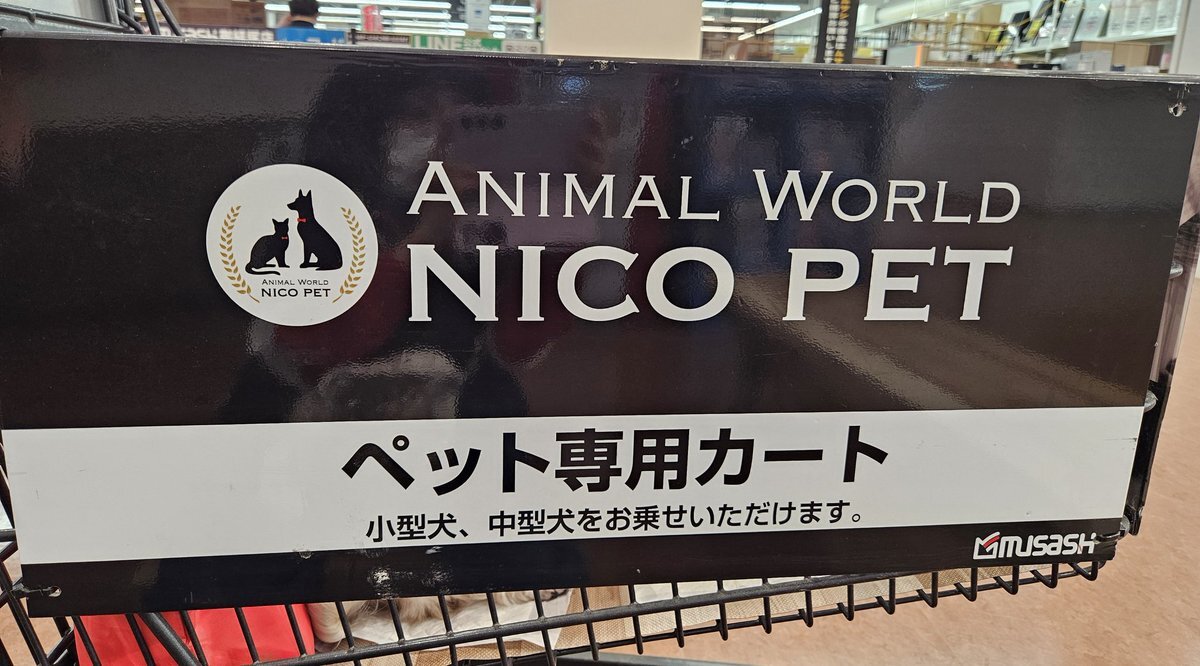 ANIMAL WORLD
NICO PET
ANIMAL WORLD
NICO PET
ペット専用カート
小型犬、中型犬をお乗せいただけます。
MUSASHI
LINE